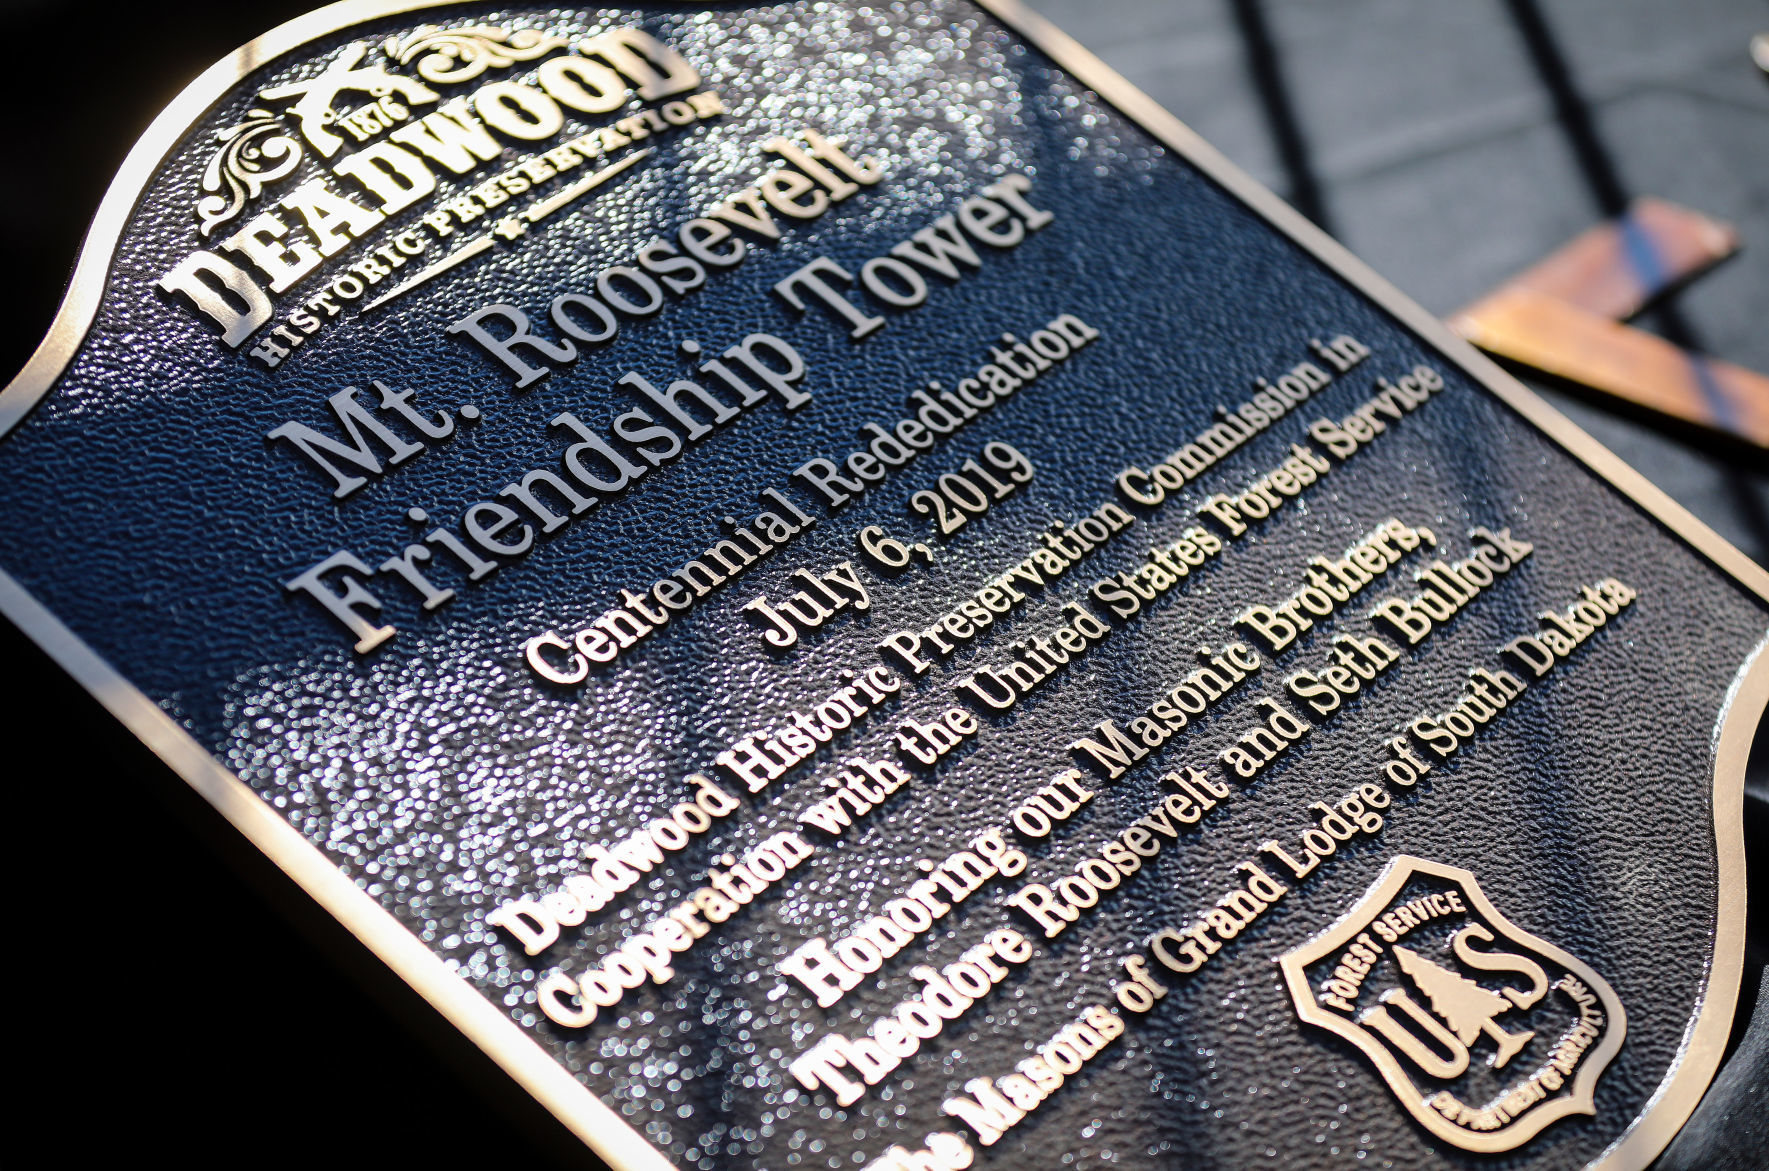 1876
DEADWOOD
HISTORIC PRESERVATION
Mt. Roosevelt
Friendship Tower
Centennial Rededication
July 6, 2019
Deadwood Historic Preservation Commission in
Cooperation with the United States Forest Service
Honoring our Masonic Brothers,
Theodore Roosevelt and Seth Bullock
The Masons of Grand Lodge of South Dakota
FOREST SERVICE
U S
DEPARTMENT OF AGRICULTURE